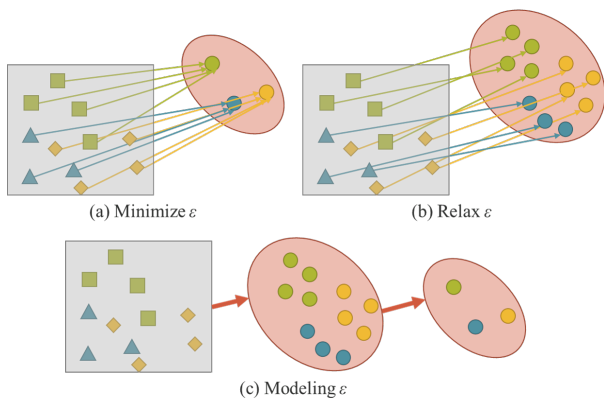 (a) Minimize ε
(b) Relax ε
(c) Modeling ε